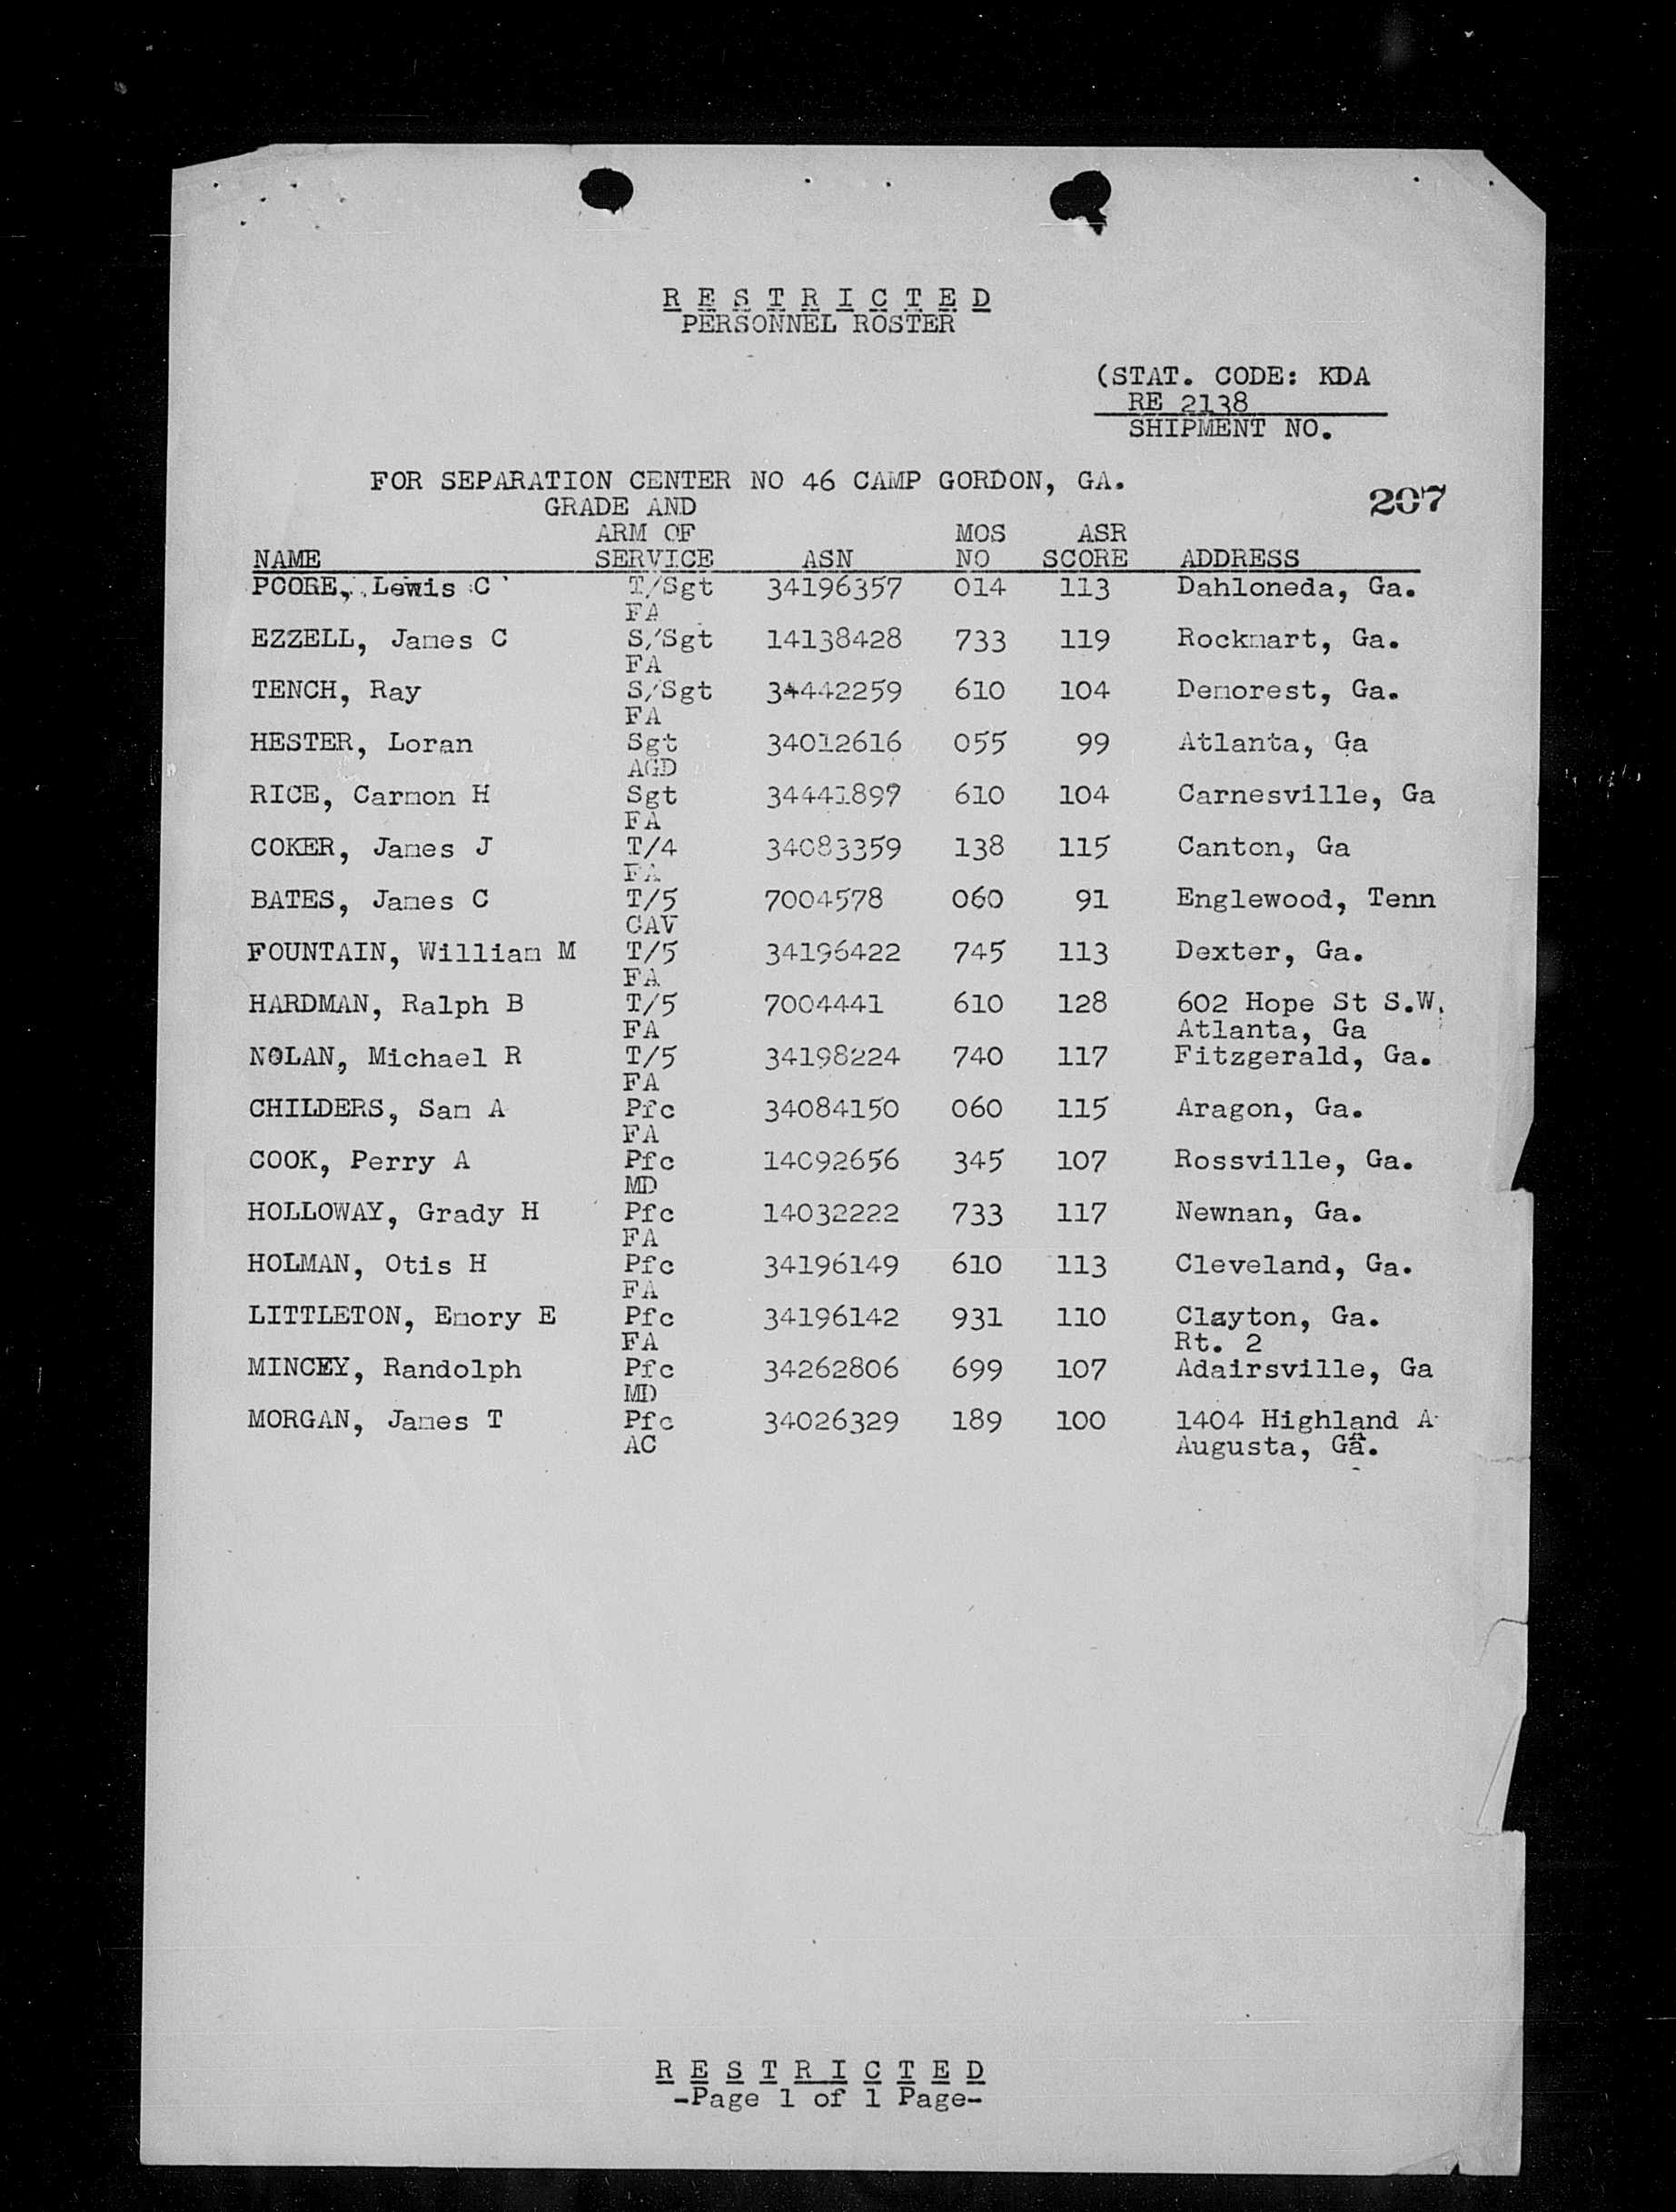 R E S T R I C T E D
PERSONNEL ROSTER
(STAT. CODE: KDA
RE 2138
SHIPMENT NO.
FOR SEPARATION CENTER NO 46 CAMP GORDON, GA.
207
GRADE AND
ARM OF MOS ASR
NAME SERVICE ASN NO SCORE ADDRESS
POORE, Lewis C T/Sgt 34196357 014 113 Dahloneda, Ga.
FA
EZZELL, James C S/Sgt 14138428 733 119 Rockmart, Ga.
FA
TENCH, Ray S/Sgt 34442259 610 104 Demorest, Ga.
FA
HESTER, Loran Sgt 34012616 055 99 Atlanta, Ga
AGD
RICE, Carmon H Sgt 34441897 610 104 Carnesville, Ga
FA
COKER, James J T/4 34083359 138 115 Canton, Ga
FA
BATES, James C T/5 7004578 060 91 Englewood, Tenn
CAV
FOUNTAIN, William M T/5 34196422 745 113 Dexter, Ga.
FA
HARDMAN, Ralph B T/5 7004441 610 128 602 Hope St S.W.
FA Atlanta, Ga
NOLAN, Michael R T/5 34198224 740 117 Fitzgerald, Ga.
FA
CHILDERS, Sam A Pfc 34084150 060 115 Aragon, Ga.
FA
COOK, Perry A Pfc 14092656 345 107 Rossville, Ga.
MD
HOLLOWAY, Grady H Pfc 14032222 733 117 Newnan, Ga.
FA
HOLMAN, Otis H Pfc 34196149 610 113 Cleveland, Ga.
FA
LITTLETON, Emory E Pfc 34196142 931 110 Clayton, Ga.
FA Rt. 2
MINCEY, Randolph Pfc 34262806 699 107 Adairsville, Ga
MD
MORGAN, James T Pfc 34026329 189 100 1404 Highland A
AC Augusta, Ga.
R E S T R I C T E D
-Page 1 of 1 Page-